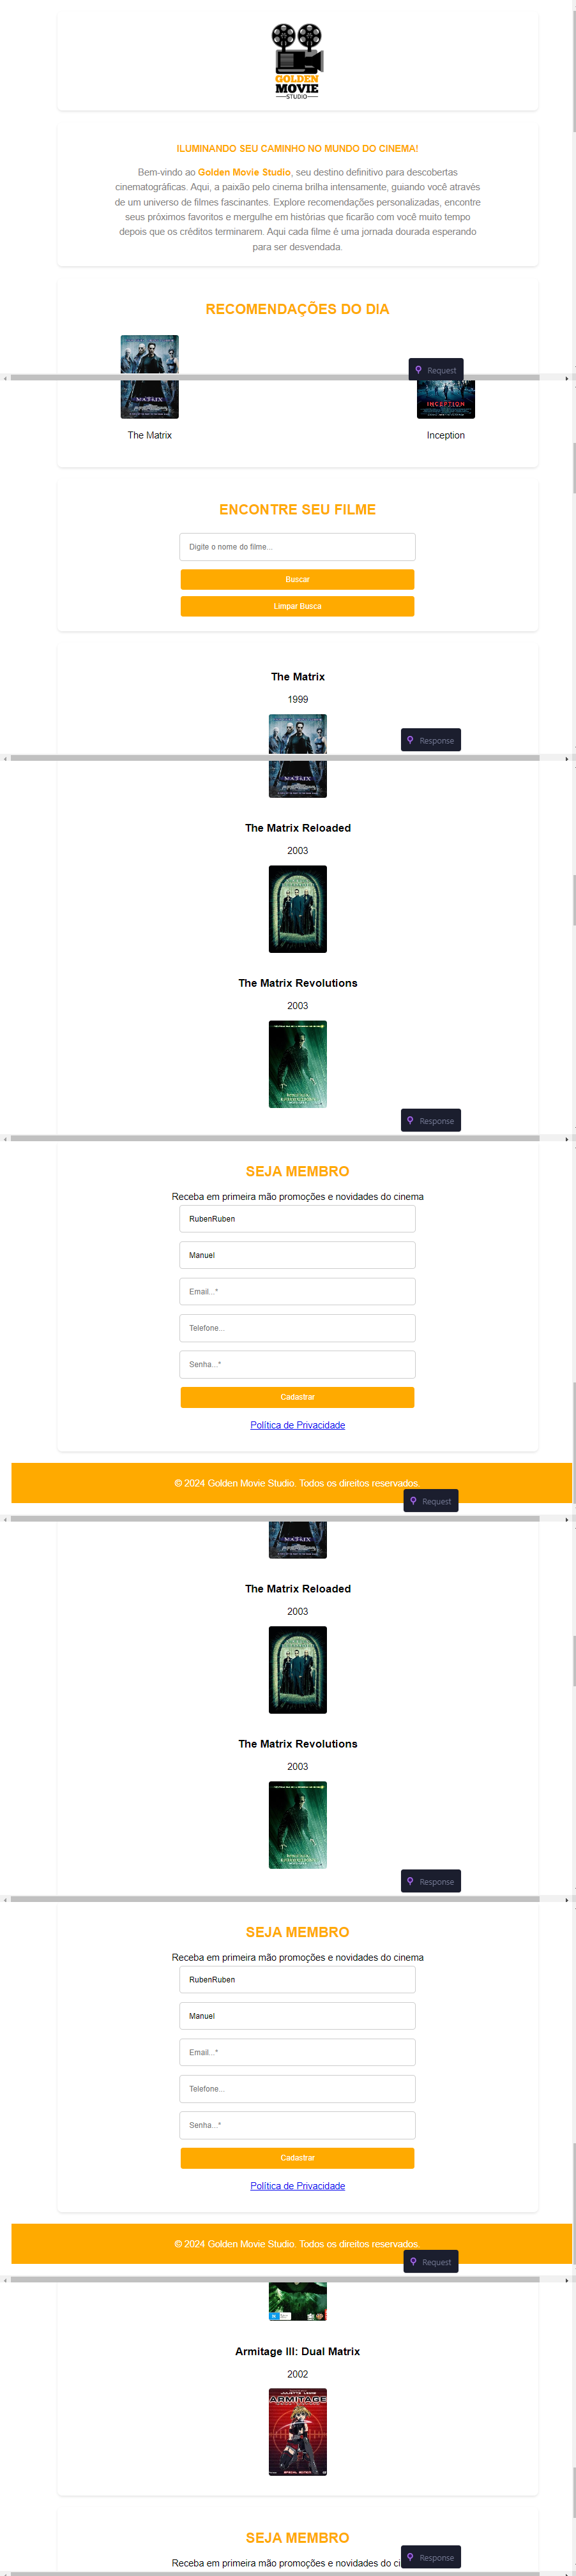 GOLDEN
MOVIE
STUDIO
ILUMINANDO SEU CAMINHO NO MUNDO DO CINEMA!
Bem-vindo ao Golden Movie Studio, seu destino definitivo para descobertas
cinematográficas. Aqui, a paixão pelo cinema brilha intensamente, guiando você através
de um universo de filmes fascinantes. Explore recomendações personalizadas, encontre
seus próximos favoritos e mergulhe em histórias que ficarão com você muito tempo
depois que os créditos terminarem. Aqui cada filme é uma jornada dourada esperando
para ser desvendada.
RECOMENDAÇÕES DO DIA
Request
MATRIX
INCEPTION
The Matrix
Inception
ENCONTRE SEU FILME
Digite o nome do filme...
Buscar
Limpar Busca
The Matrix
1999
Response
MATRIX
The Matrix Reloaded
2003
The Matrix Revolutions
2003
Response
SEJA MEMBRO
Receba em primeira mão promoções e novidades do cinema
RubenRuben
Manuel
Email...*
Telefone...
Senha...*
Cadastrar
Política de Privacidade
© 2024 Golden Movie Studio. Todos os direitos reservados.
Request
MATRIX
The Matrix Reloaded
2003
The Matrix Revolutions
2003
Response
SEJA MEMBRO
Receba em primeira mão promoções e novidades do cinema
RubenRuben
Manuel
Email...*
Telefone...
Senha...*
Cadastrar
Política de Privacidade
© 2024 Golden Movie Studio. Todos os direitos reservados.
Request
Armitage III: Dual Matrix
2002
ARMITAGE
SEJA MEMBRO
Response
Receba em primeira mão promoções e novidades do ci